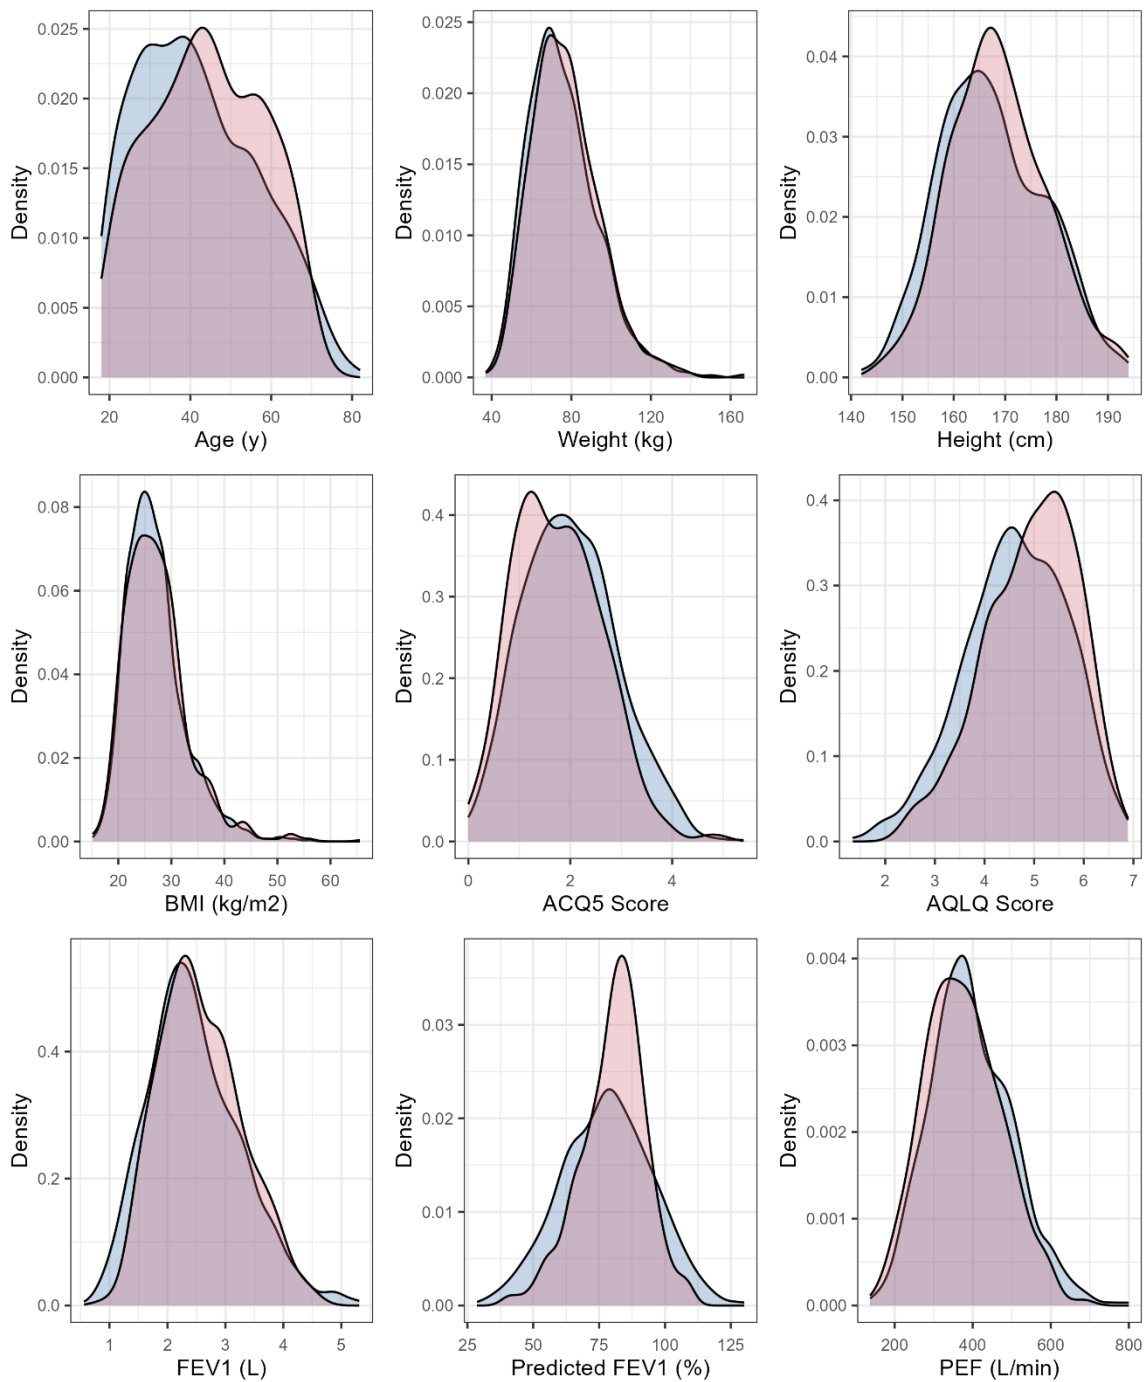 0.025
0.020
0.015
0.010
0.005
0.000
Density
20 40 60 80
Age (y)
0.025
0.020
0.015
0.010
0.005
0.000
Density
40 80 120 160
Weight (kg)
0.04
0.03
0.02
0.01
0.00
Density
140 150 160 170 180 190
Height (cm)
0.08
0.06
0.04
0.02
0.00
Density
20 30 40 50 60
BMI (kg/m2)
0.4
0.3
0.2
0.1
0.0
Density
0 2 4
ACQ5 Score
0.4
0.3
0.2
0.1
0.0
Density
2 3 4 5 6 7
AQLQ Score
0.4
0.2
0.0
Density
1 2 3 4 5
FEV1 (L)
0.03
0.02
0.01
0.00
Density
25 50 75 100 125
Predicted FEV1 (%)
0.004
0.003
0.002
0.001
0.000
Density
200 400 600 800
PEF (L/min)